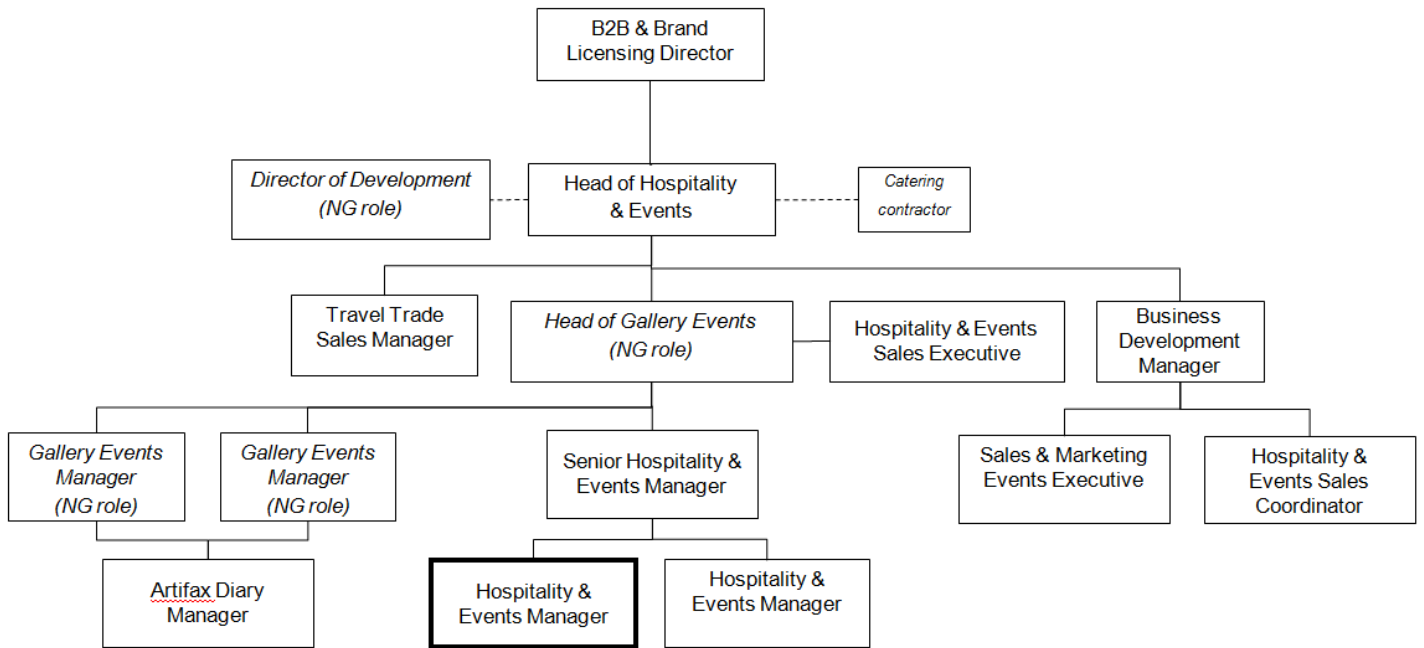 B2B & Brand
Licensing Director
Director of Development
(NG role)
Head of Hospitality
& Events
Catering
contractor
Travel Trade
Sales Manager
Head of Gallery Events
(NG role)
Hospitality & Events
Sales Executive
Business
Development
Manager
Gallery Events
Manager
(NG role)
Gallery Events
Manager
(NG role)
Senior Hospitality &
Events Manager
Sales & Marketing
Events Executive
Hospitality &
Events Sales
Coordinator
Artifax Diary
Manager
Hospitality &
Events Manager
Hospitality &
Events Manager